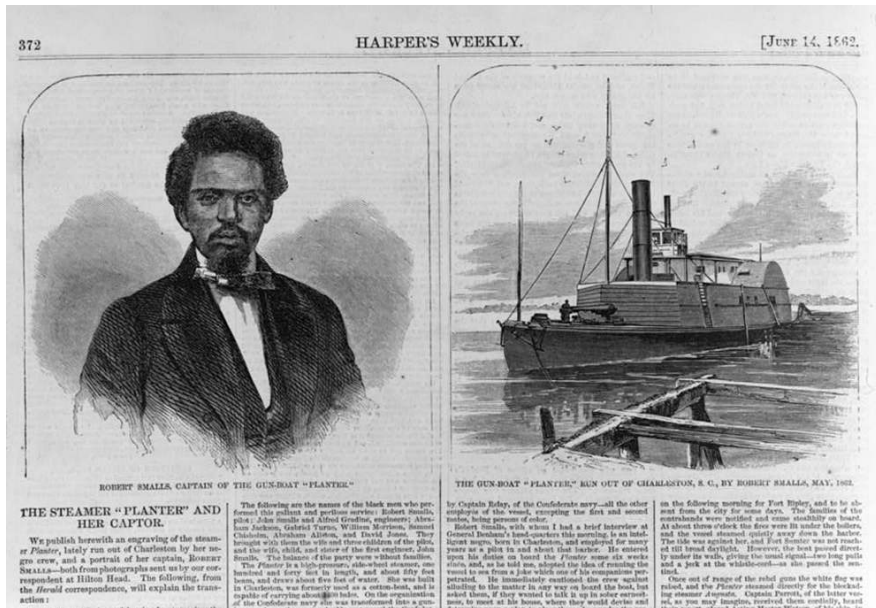 372
HARPER'S WEEKLY.
[JUNE 14, 1862.
ROBERT SMALLS, CAPTAIN OF THE GUN-BOAT "PLANTER."
THE GUN-BOAT "PLANTER," RUN OUT OF CHARLESTON, S. C., BY ROBERT SMALLS, MAY, 1862.
THE STEAMER "PLANTER" AND
HER CAPTOR.
WE publish herewith an engraving of the steam-
er Planter, lately run out of Charleston by her ne-
gro crew, and a portrait of her captain, ROBERT
SMALLS—both from photographs sent us by our cor-
respondent at Hilton Head. The following, from
the Herald correspondence, will explain the trans-
action:
The following are the names of the black men who per-
formed this gallant and perilous service: Robert Smalls,
pilot; John Smalls and Alfred Gradine, engineers; Abra-
ham Jackson, Gabriel Turno, William Morrison, Samuel
Chisholm, Abraham Allston, and David Jones. They
brought with them the wife and three children of the pilot,
and the wife, child, and sister of the first engineer, John
Smalls. The balance of the party were without families.
The Planter is a high-pressure, side-wheel steamer, one
hundred and forty feet in length, and about fifty feet
beam, and draws about five feet of water. She was built
in Charleston, was formerly used as a cotton-boat, and is
capable of carrying about bales. On the organization
of the Confederate navy she was transformed into a gun-
by Captain Relay, of the Confederate navy—all the other
employés of the vessel, excepting the first and second
mates, being persons of color.
Robert Smalls, with whom I had a brief interview at
General Benham's head-quarters this morning, is an intel-
ligent negro, born in Charleston, and employed for many
years as a pilot in and about that harbor. He entered
upon his duties on board the Planter some six weeks
since, and, as he told me, adopted the idea of running the
vessel to sea from a joke which one of his companions per-
petrated. He immediately cautioned the crew against
alluding to the matter in any way on board the boat, but
asked them, if they wanted to talk it up in sober earnest-
ness, to meet at his house, where they would devise and
on the following morning for Fort Ripley, and to be ab-
sent from the city for some days. The families of the
contrabands were notified and came stealthily on board.
At about three o'clock the fires were lit under the boilers,
and the vessel steamed quietly away down the harbor.
The tide was against her, and Fort Sumter was not reach-
ed till broad daylight. However, the boat passed direct-
ly under its walls, giving the usual signal—two long pulls
and a jerk at the whistle-cord—as she passed the sen-
tinel.
Once out of range of the rebel guns the white flag was
raised, and the Planter steamed directly for the blockad-
ing steamer Augusta. Captain Parrott, of the latter ves-
sel, as you may imagine, received them cordially, heard